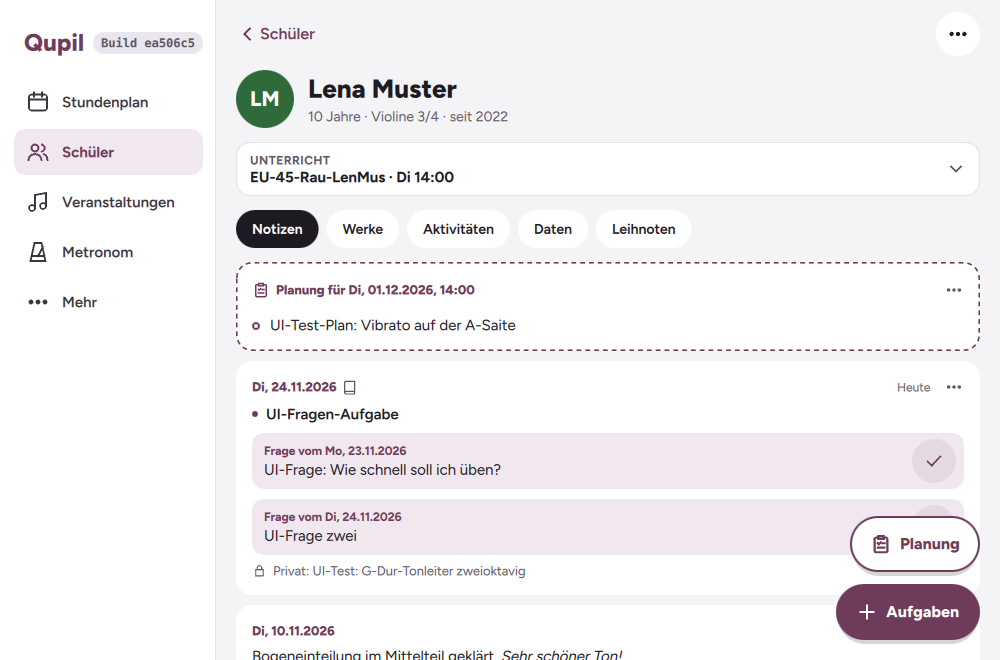 Qupil Build ea506c5
Stundenplan
Schüler
Veranstaltungen
Metronom
Mehr
Schüler
LM
Lena Muster
10 Jahre · Violine 3/4 · seit 2022
UNTERRICHT
EU-45-Rau-LenMus · Di 14:00
Notizen Werke Aktivitäten Daten Leihnoten
Planung für Di, 01.12.2026, 14:00
UI-Test-Plan: Vibrato auf der A-Saite
Di, 24.11.2026 Heute
UI-Fragen-Aufgabe
Frage vom Mo, 23.11.2026
UI-Frage: Wie schnell soll ich üben?
Frage vom Di, 24.11.2026
UI-Frage zwei
Planung
Privat: UI-Test: G-Dur-Tonleiter zweioktavig
Aufgaben
Di, 10.11.2026
Bogeneinteilung im Mittelteil geklärt. Sehr schöner Ton!